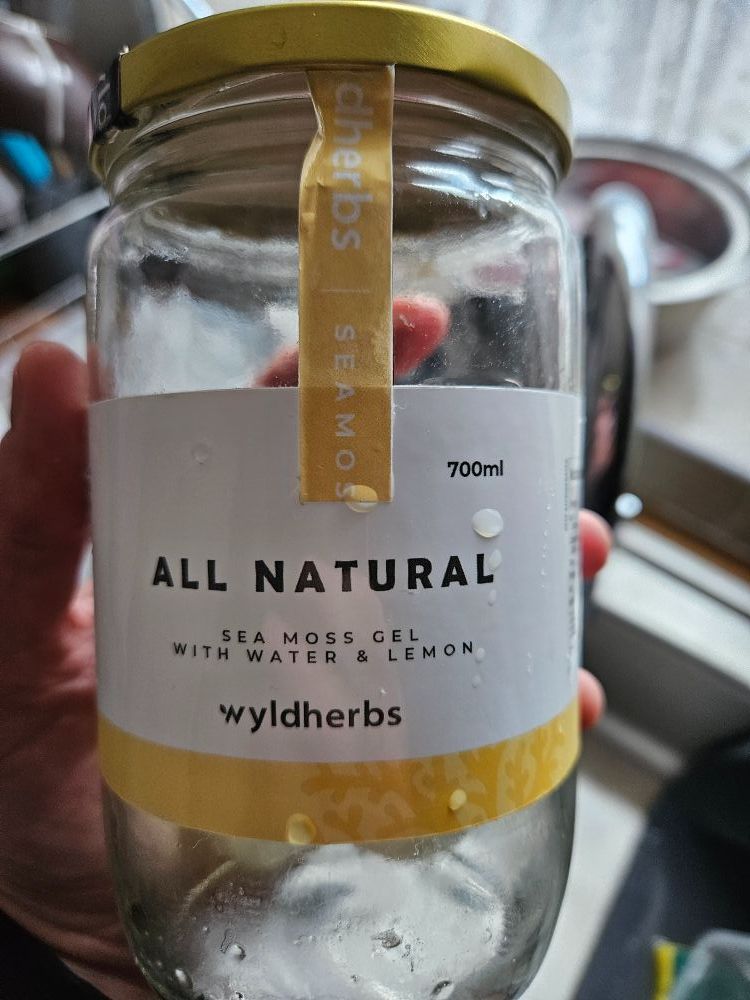 dherbs | SEAMOS
700ml
ALL NATURAL
SEA MOSS GEL
WITH WATER & LEMON
wyldherbs